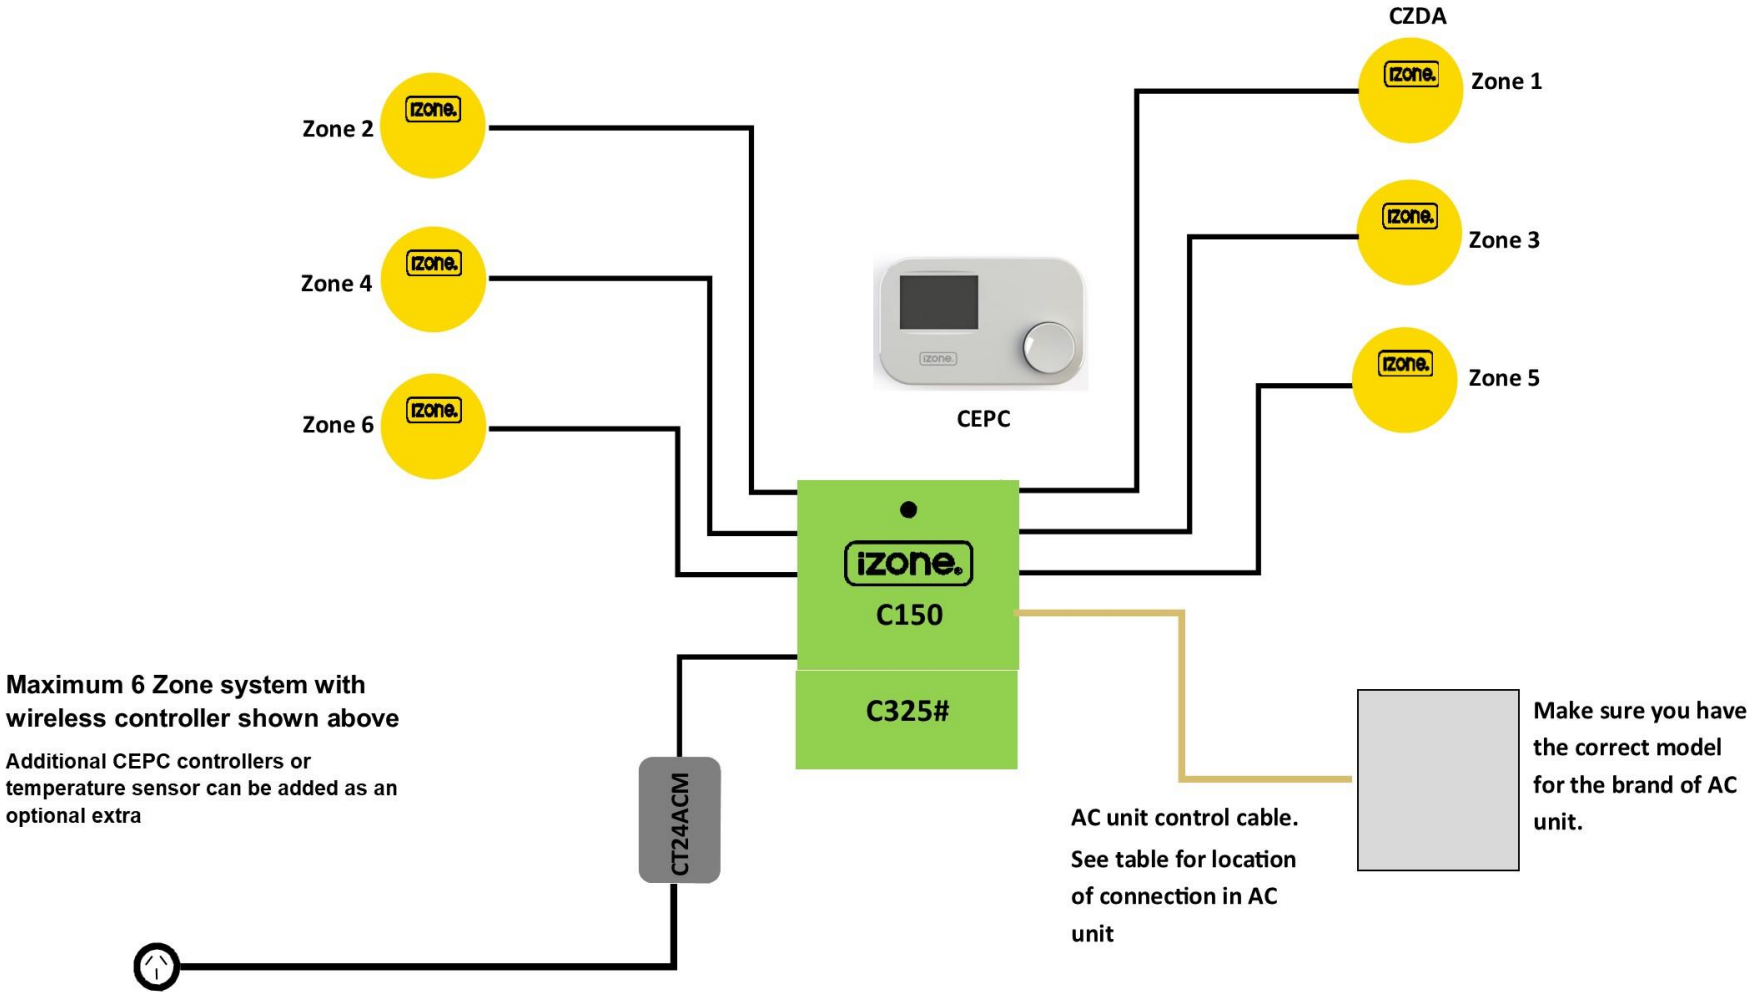 CZDA
izone.
Zone 1
izone.
Zone 2
izone.
Zone 3
izone.
Zone 4
izone.
Zone 5
izone.
Zone 6
izone.
izone.
CEPC
izone.
C150
C325#
Maximum 6 Zone system with
wireless controller shown above
Additional CEPC controllers or
temperature sensor can be added as an
optional extra
CT24ACM
AC unit control cable.
See table for location
of connection in AC
unit
Make sure you have
the correct model
for the brand of AC
unit.